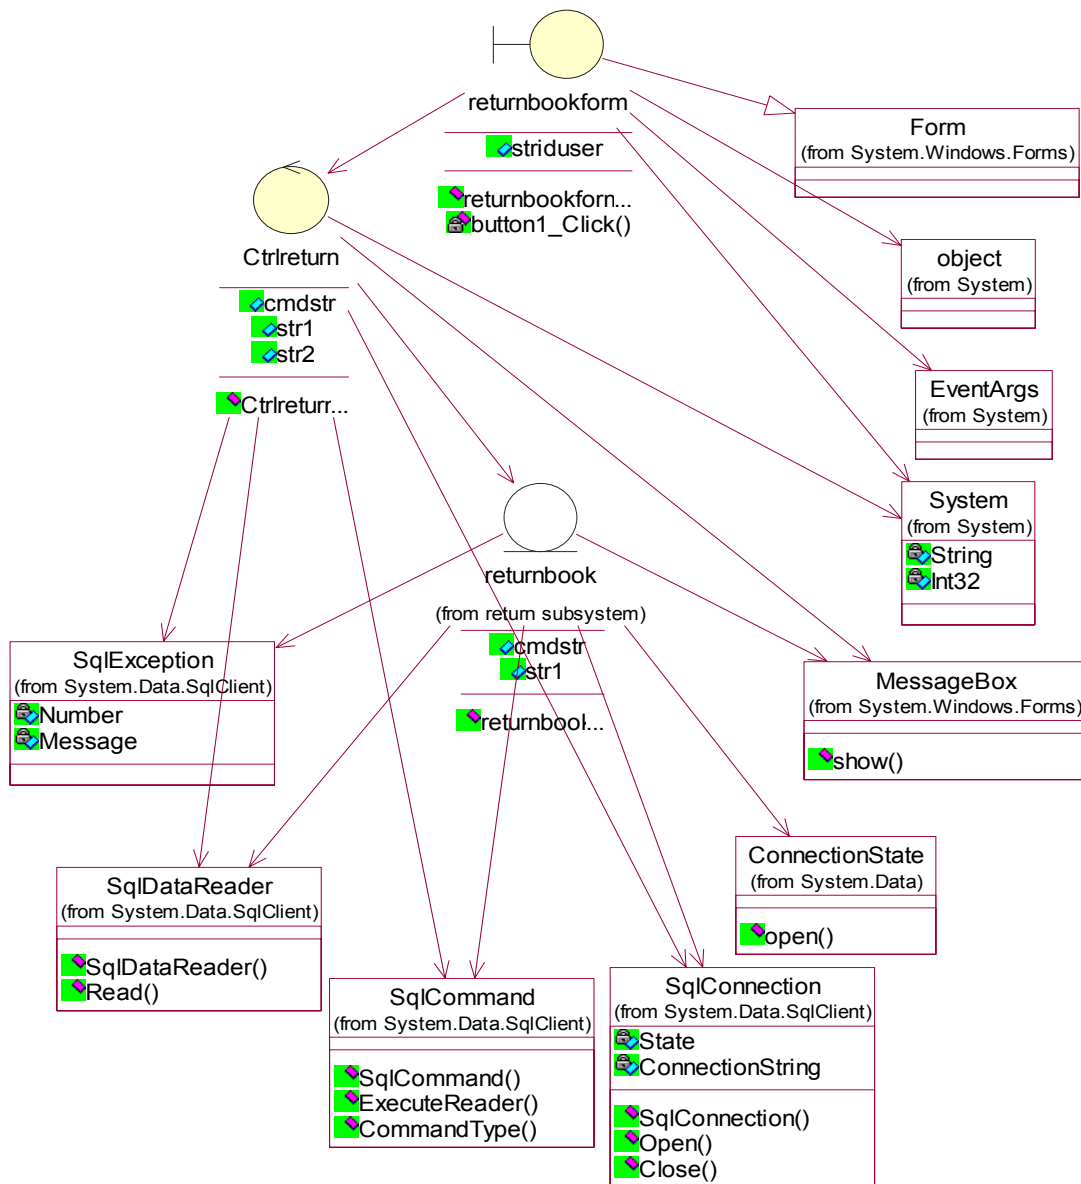 returnbookform
striduser
returnbookforn...
button1_Click()
Form
(from System.Windows.Forms)
object
(from System)
Ctrlreturn
cmdstr
str1
str2
Ctrlreturr...
EventArgs
(from System)
System
(from System)
String
Int32
returnbook
(from return subsystem)
cmdstr
str1
returnbook...
SqlException
(from System.Data.SqlClient)
Number
Message
MessageBox
(from System.Windows.Forms)
show()
ConnectionState
(from System.Data)
open()
SqlDataReader
(from System.Data.SqlClient)
SqlDataReader()
Read()
SqlCommand
(from System.Data.SqlClient)
SqlCommand()
ExecuteReader()
CommandType()
SqlConnection
(from System.Data.SqlClient)
State
ConnectionString
SqlConnection()
Open()
Close()